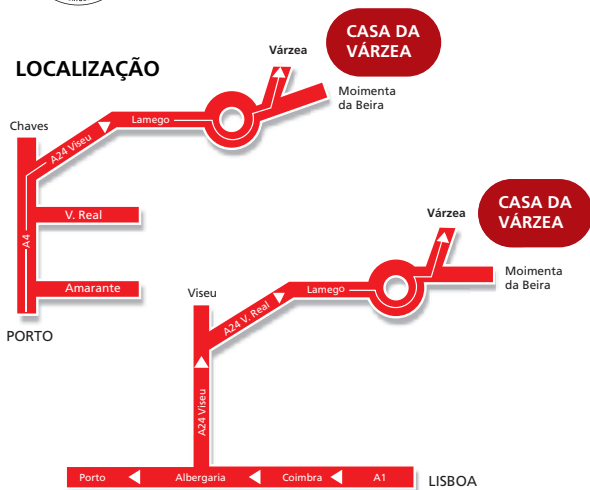 LOCALIZAÇÃO
CASA DA
VÁRZEA
Várzea
Moimenta
da Beira
Lamego
Chaves
A24 Viseu
V. Real
A4
Amarante
PORTO
CASA DA
VÁRZEA
Várzea
Moimenta
da Beira
Lamego
Viseu
A24 V. Real
A24 Viseu
Porto
Albergaria
Coimbra
A1
LISBOA